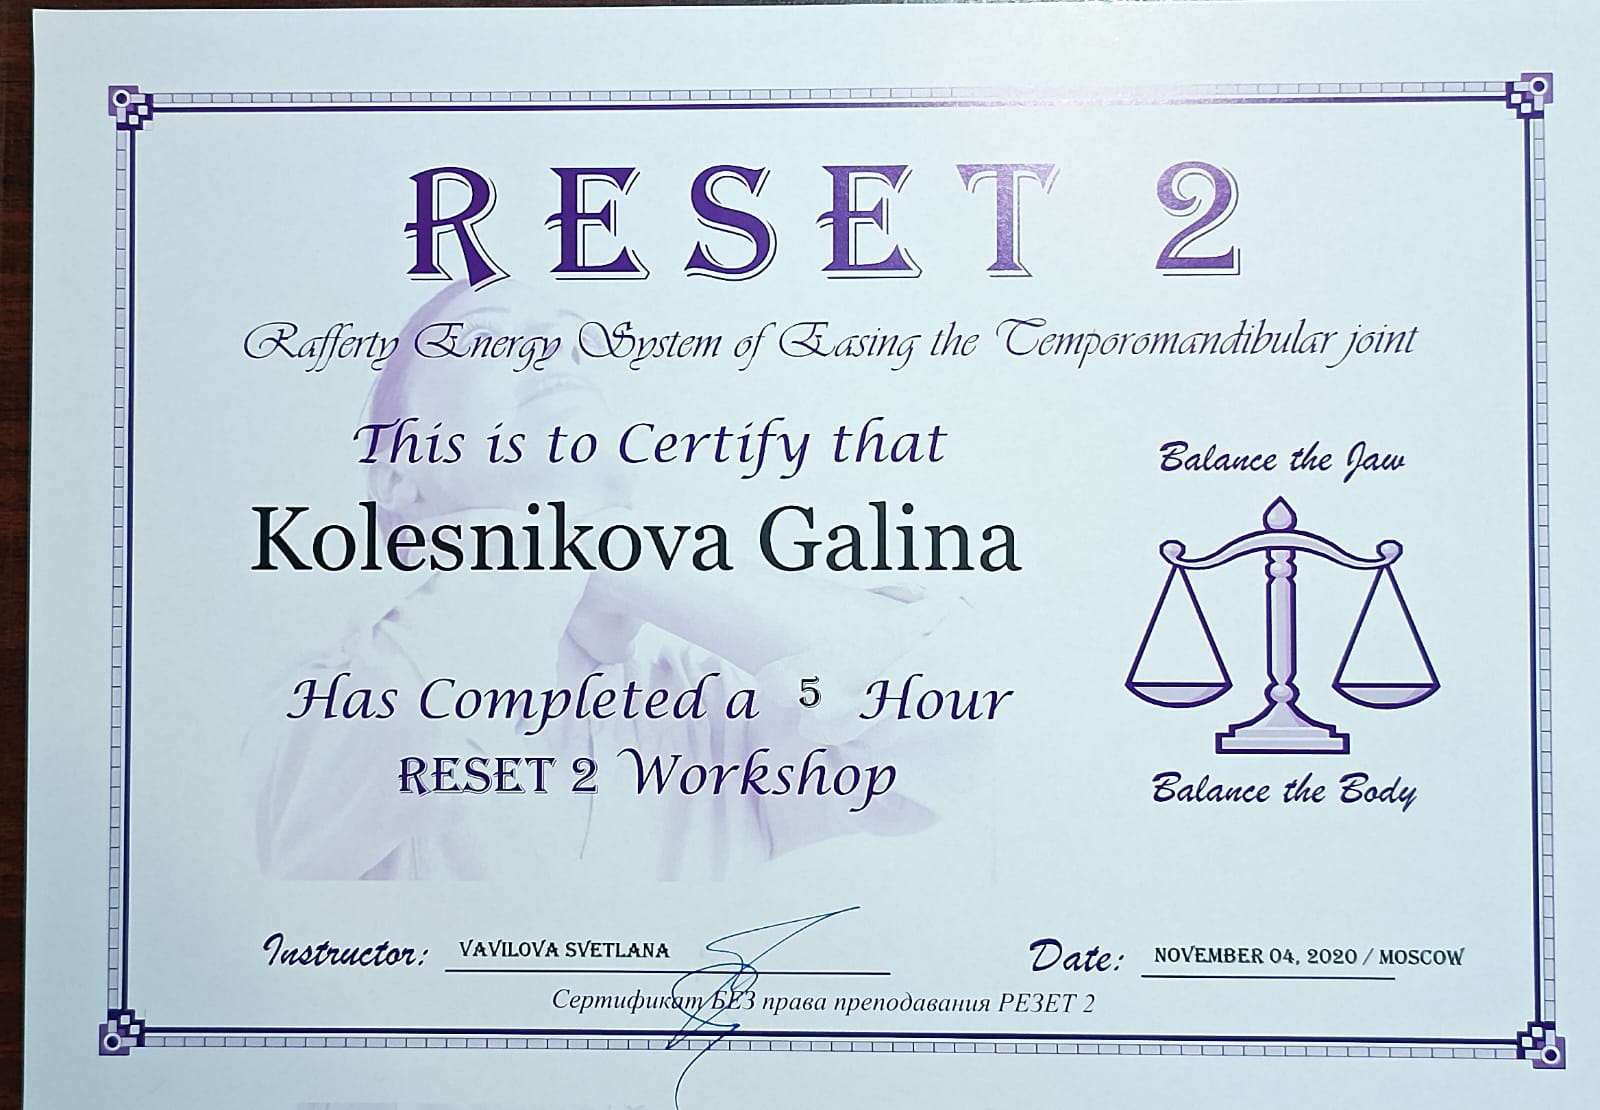 RESET 2
Rafferty Energy System of Easing the Temporomandibular joint
This is to Certify that
Kolesnikova Galina
Has Completed a 5 Hour
RESET 2 Workshop
Balance the Jaw
Balance the Body
Instructor: VAVILOVA SVETLANA
Date: NOVEMBER 04, 2020 / MOSCOW
Сертификат БЕЗ права преподавания РЕЗЕТ 2